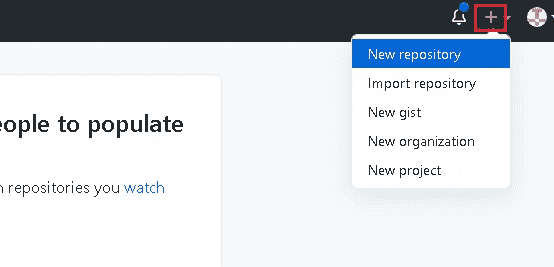 New repository
Import repository
New gist
New organization
New project
eople to populate
n repositories you watch